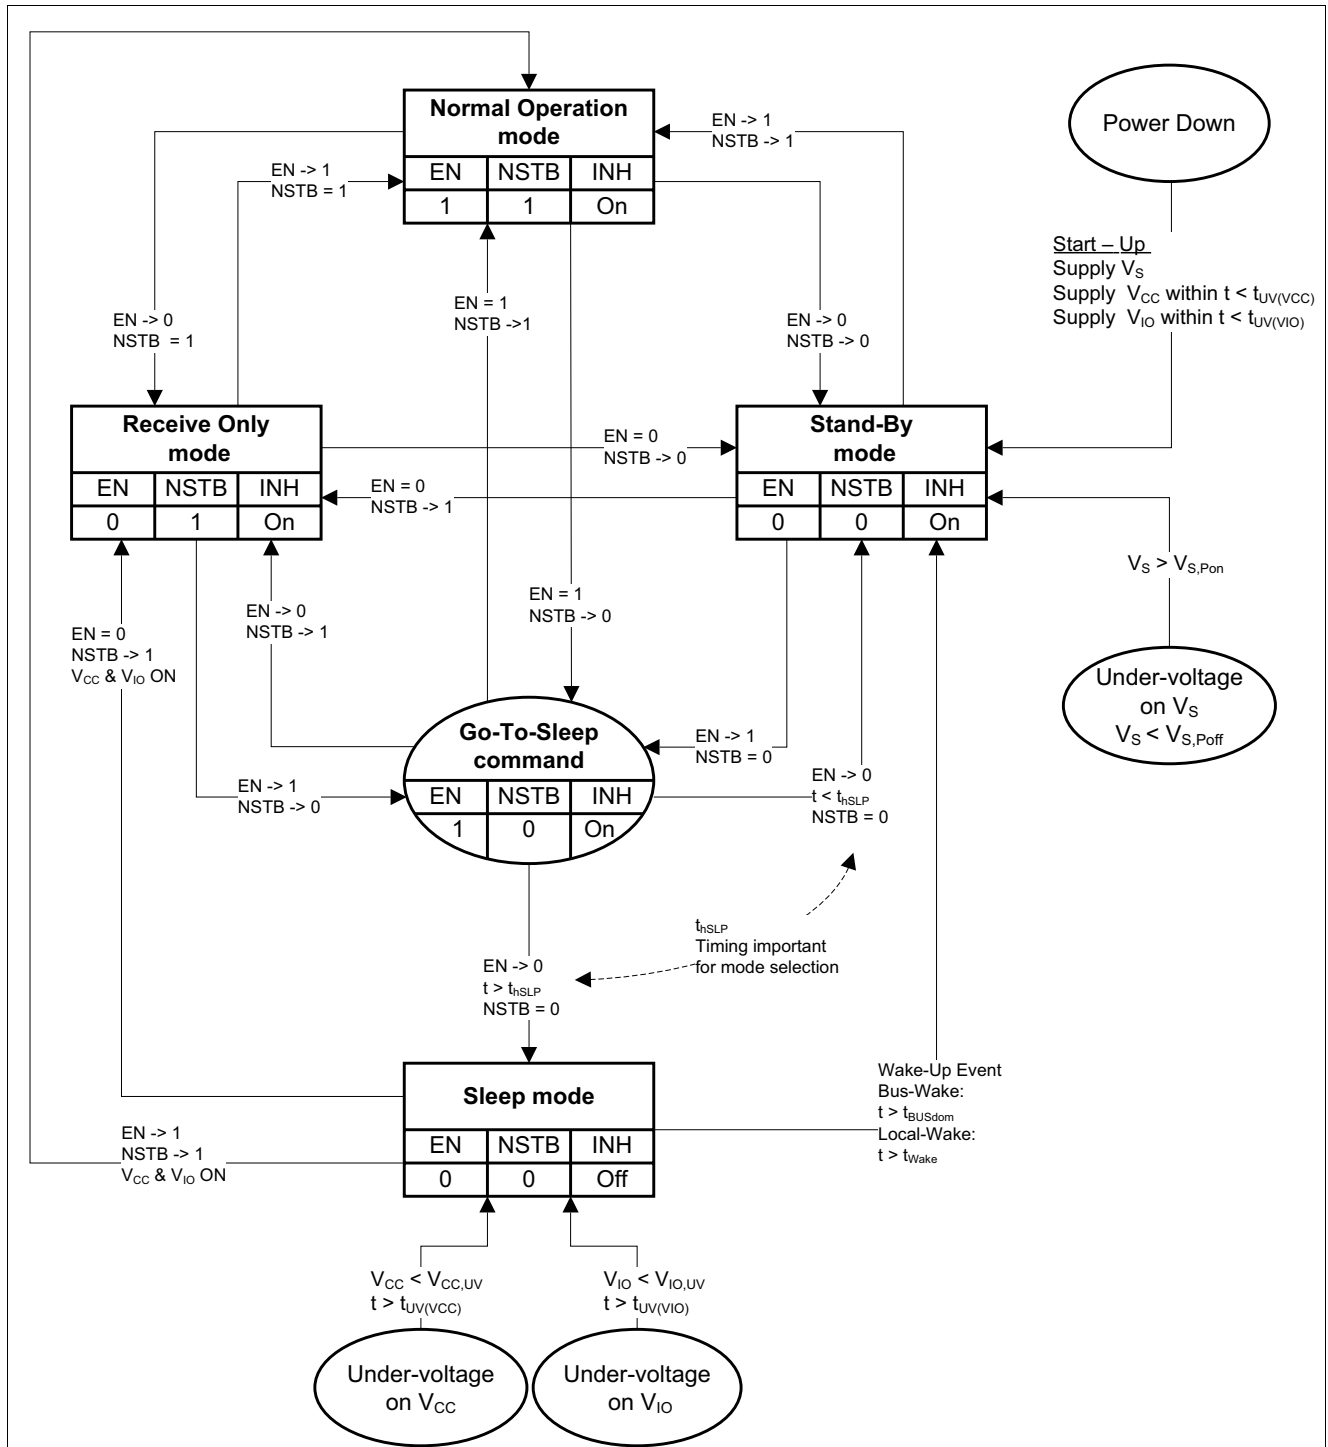 Normal Operation
mode
EN NSTB INH
1 1 On
Power Down
EN -> 1
NSTB -> 1
EN -> 1
NSTB = 1
Start – Up
Supply VS
Supply VCC within t < tUV(VCC)
Supply VIO within t < tUV(VIO)
EN -> 0
NSTB = 1
EN = 1
NSTB ->1
EN -> 0
NSTB -> 0
Receive Only
mode
EN NSTB INH
0 1 On
EN = 0
NSTB -> 0
EN = 0
NSTB -> 1
Stand-By
mode
EN NSTB INH
0 0 On
VS > VS,Pon
EN = 0
NSTB -> 1
VCC & VIO ON
EN -> 0
NSTB -> 1
EN = 1
NSTB -> 0
Under-voltage
on VS
VS < VS,Poff
Go-To-Sleep
command
EN NSTB INH
1 0 On
EN -> 1
NSTB = 0
EN -> 1
NSTB -> 0
EN -> 0
t < thSLP
NSTB = 0
thSLP
Timing important
for mode selection
EN -> 0
t > thSLP
NSTB = 0
Sleep mode
EN NSTB INH
0 0 Off
Wake-Up Event
Bus-Wake:
t > tBUSdom
Local-Wake:
t > tWake
EN -> 1
NSTB -> 1
VCC & VIO ON
VCC < VCC,UV
t > tUV(VCC)
VIO < VIO,UV
t > tUV(VIO)
Under-voltage
on VCC
Under-voltage
on VIO